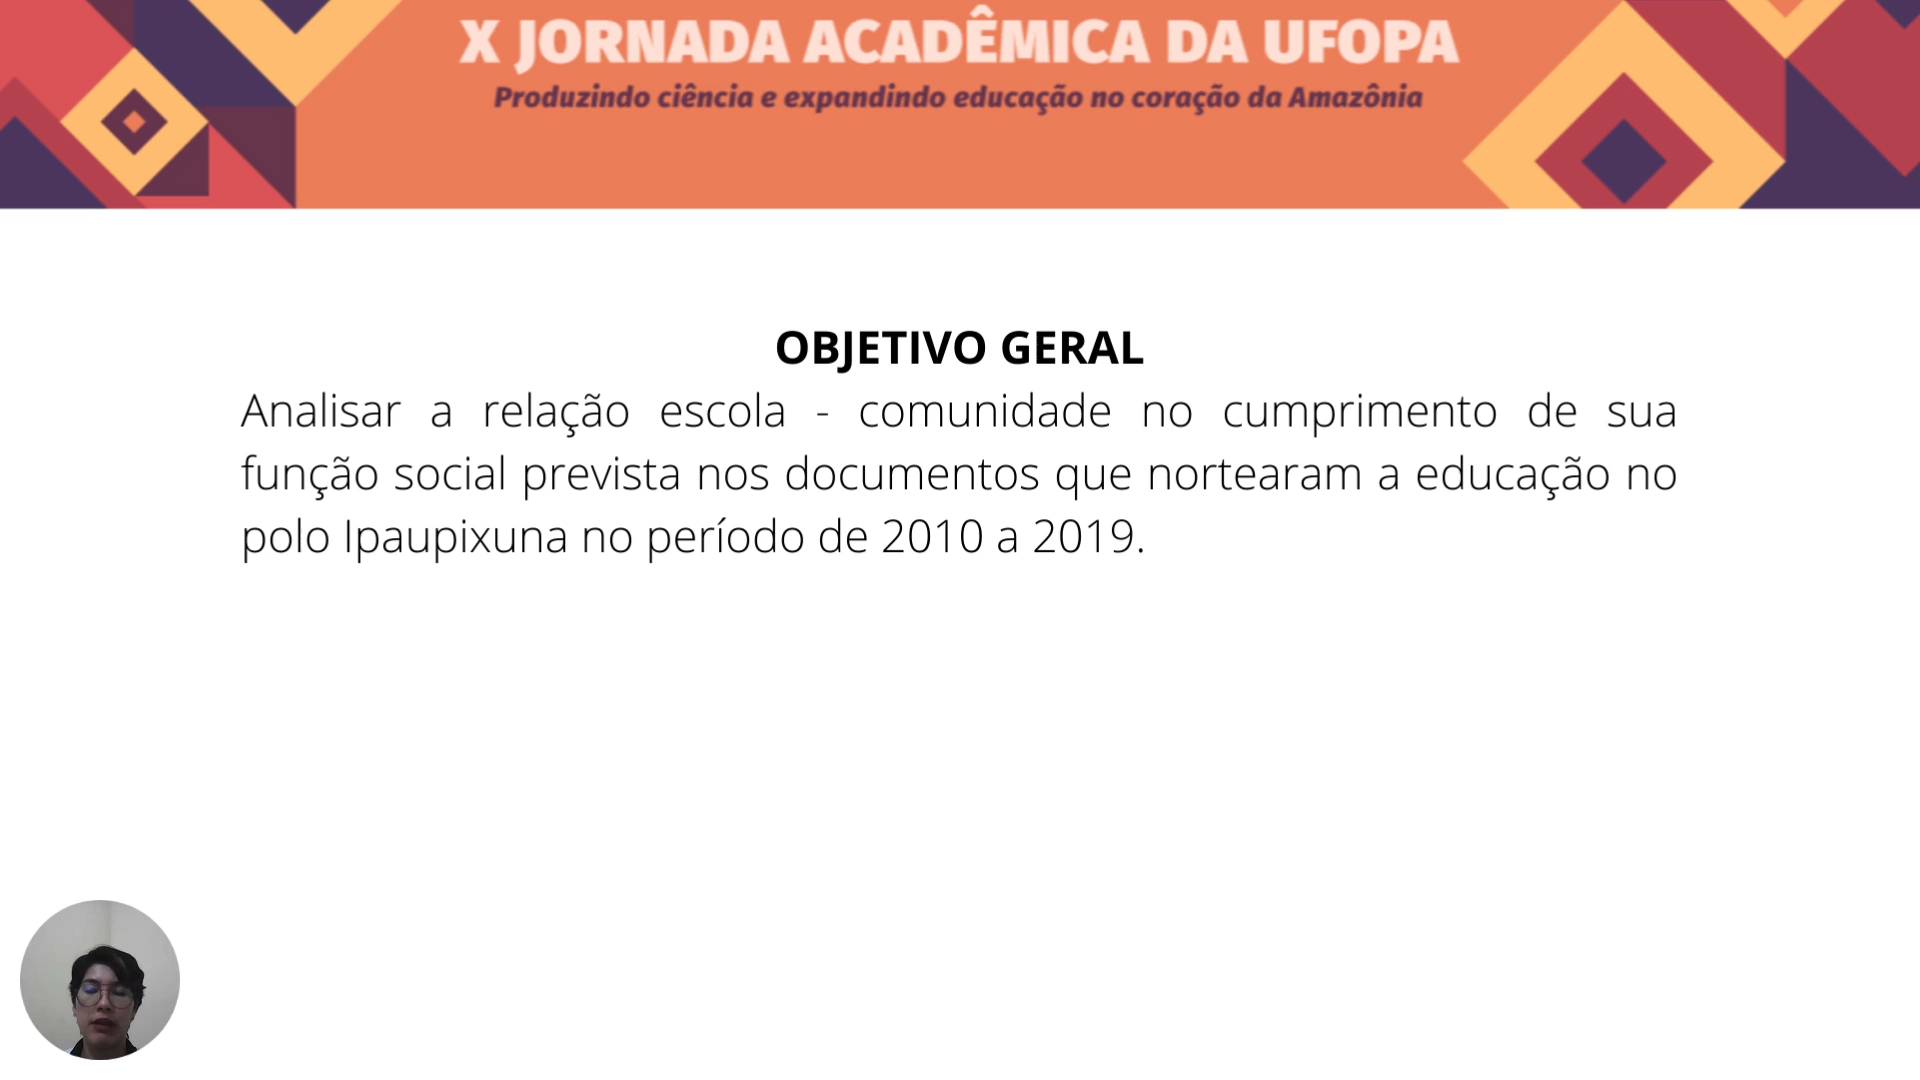 X JORNADA ACADÊMICA DA UFOPA
Produzindo ciência e expandindo educação no coração da Amazônia
OBJETIVO GERAL
Analisar a relação escola - comunidade no cumprimento de sua
função social prevista nos documentos que nortearam a educação no
polo Ipaupixuna no período de 2010 a 2019.